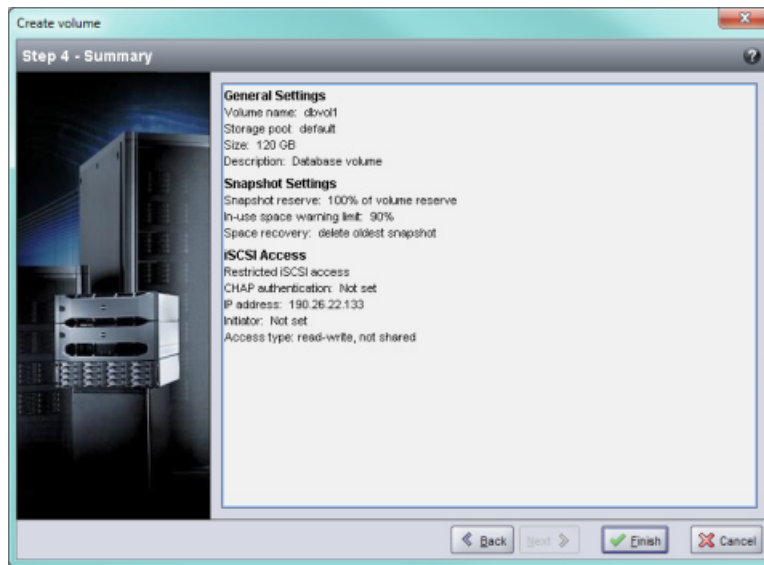 Create volume
Step 4 - Summary
General Settings
Volume name: dbvol1
Storage pool: default
Size: 120 GB
Description: Database volume
Snapshot Settings
Snapshot reserve: 100% of volume reserve
In-use space warning limit: 90%
Space recovery: delete oldest snapshot
iSCSI Access
Restricted iSCSI access
CHAP authentication: Not set
IP address: 190.26.22.133
Initiator: Not set
Access type: read-write, not shared
Back Next Finish Cancel